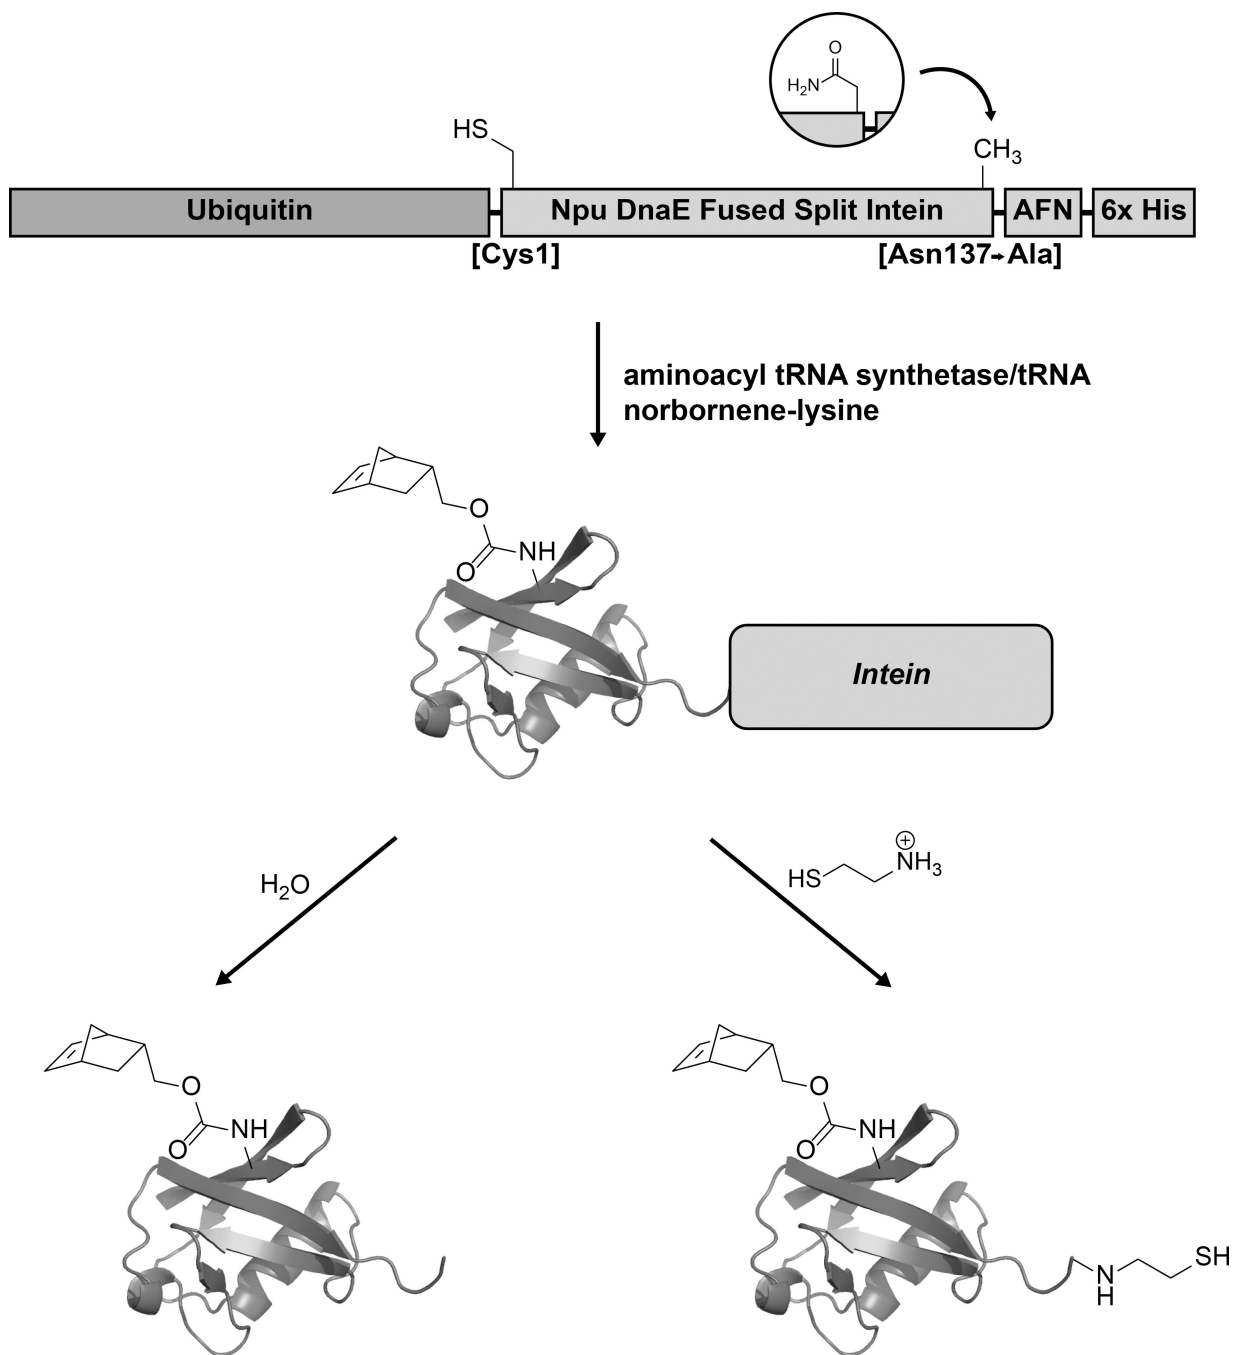 O
H₂N
HS
CH₃
Ubiquitin
Npu DnaE Fused Split Intein
AFN
6x His
[Cys1]
[Asn137→Ala]
aminoacyl tRNA synthetase/tRNA
norbornene-lysine
O
NH
O
Intein
H₂O
HS
⊕
NH₃
O
NH
O
O
NH
O
SH
N
H